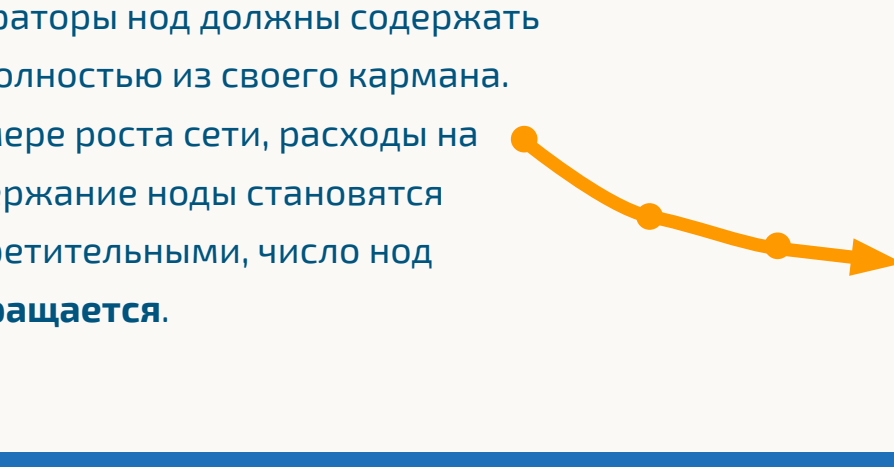 раторы нод должны содержать
олностью из своего кармана.
мере роста сети, расходы на
ржание ноды становятся
ретительными, число нод
ращается.